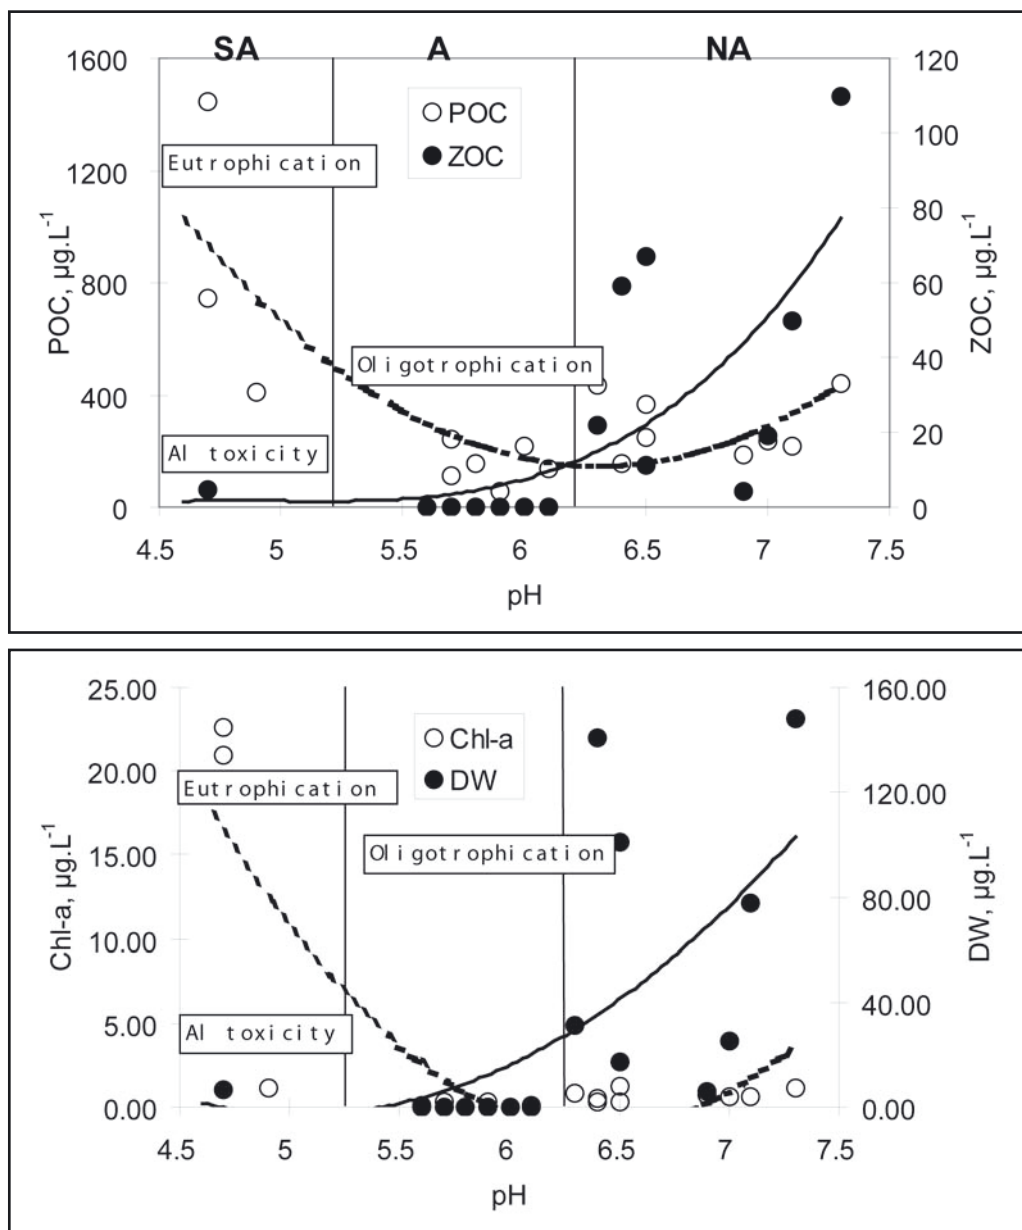 SA A NA
1600 120
POC
ZOC
100
Eutrophication
1200
80
800 60
Oligotrophication
40
400
Al toxicity
20
0 0
4.5 5 5.5 6 6.5 7 7.5
pH
POC, µg.L-1
ZOC, µg.L-1
25.00 160.00
Chl-a
DW
20.00
Eutrophication
120.00
15.00
Oligotrophication
80.00
10.00
40.00
5.00
Al toxicity
0.00 0.00
4.5 5 5.5 6 6.5 7 7.5
pH
Chl-a, µg.L-1
DW, µg.L-1